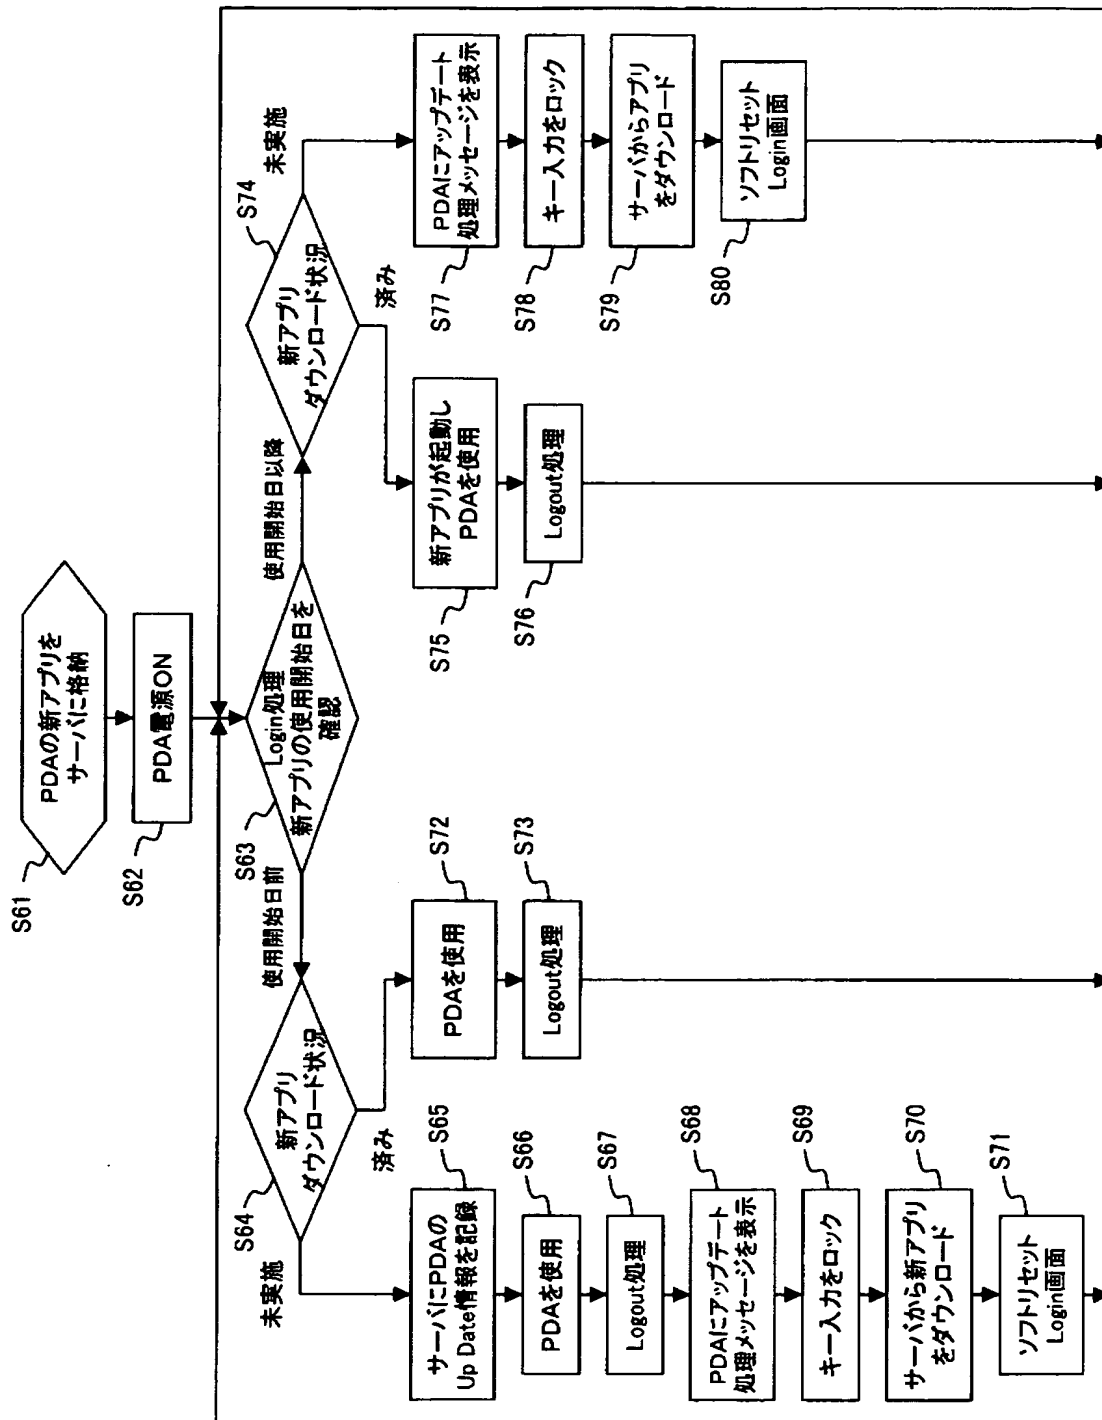 S61
PDAの新アプリを
サーバに格納
S62
PDA電源ON
S63
Login処理
新アプリの使用開始日を
確認
使用開始日前
使用開始日以降
S64
新アプリ
ダウンロード状況
未実施
済み
S65
サーバにPDAの
Up Date情報を記録
S66
PDAを使用
S67
Logout処理
S68
PDAにアップデート
処理メッセージを表示
S69
キー入力をロック
S70
サーバから新アプリ
をダウンロード
S71
ソフトリセット
Login画面
S72
PDAを使用
S73
Logout処理
S74
新アプリ
ダウンロード状況
未実施
済み
S75
新アプリが起動し
PDAを使用
S76
Logout処理
S77
PDAにアップデート
処理メッセージを表示
S78
キー入力をロック
S79
サーバからアプリ
をダウンロード
S80
ソフトリセット
Login画面